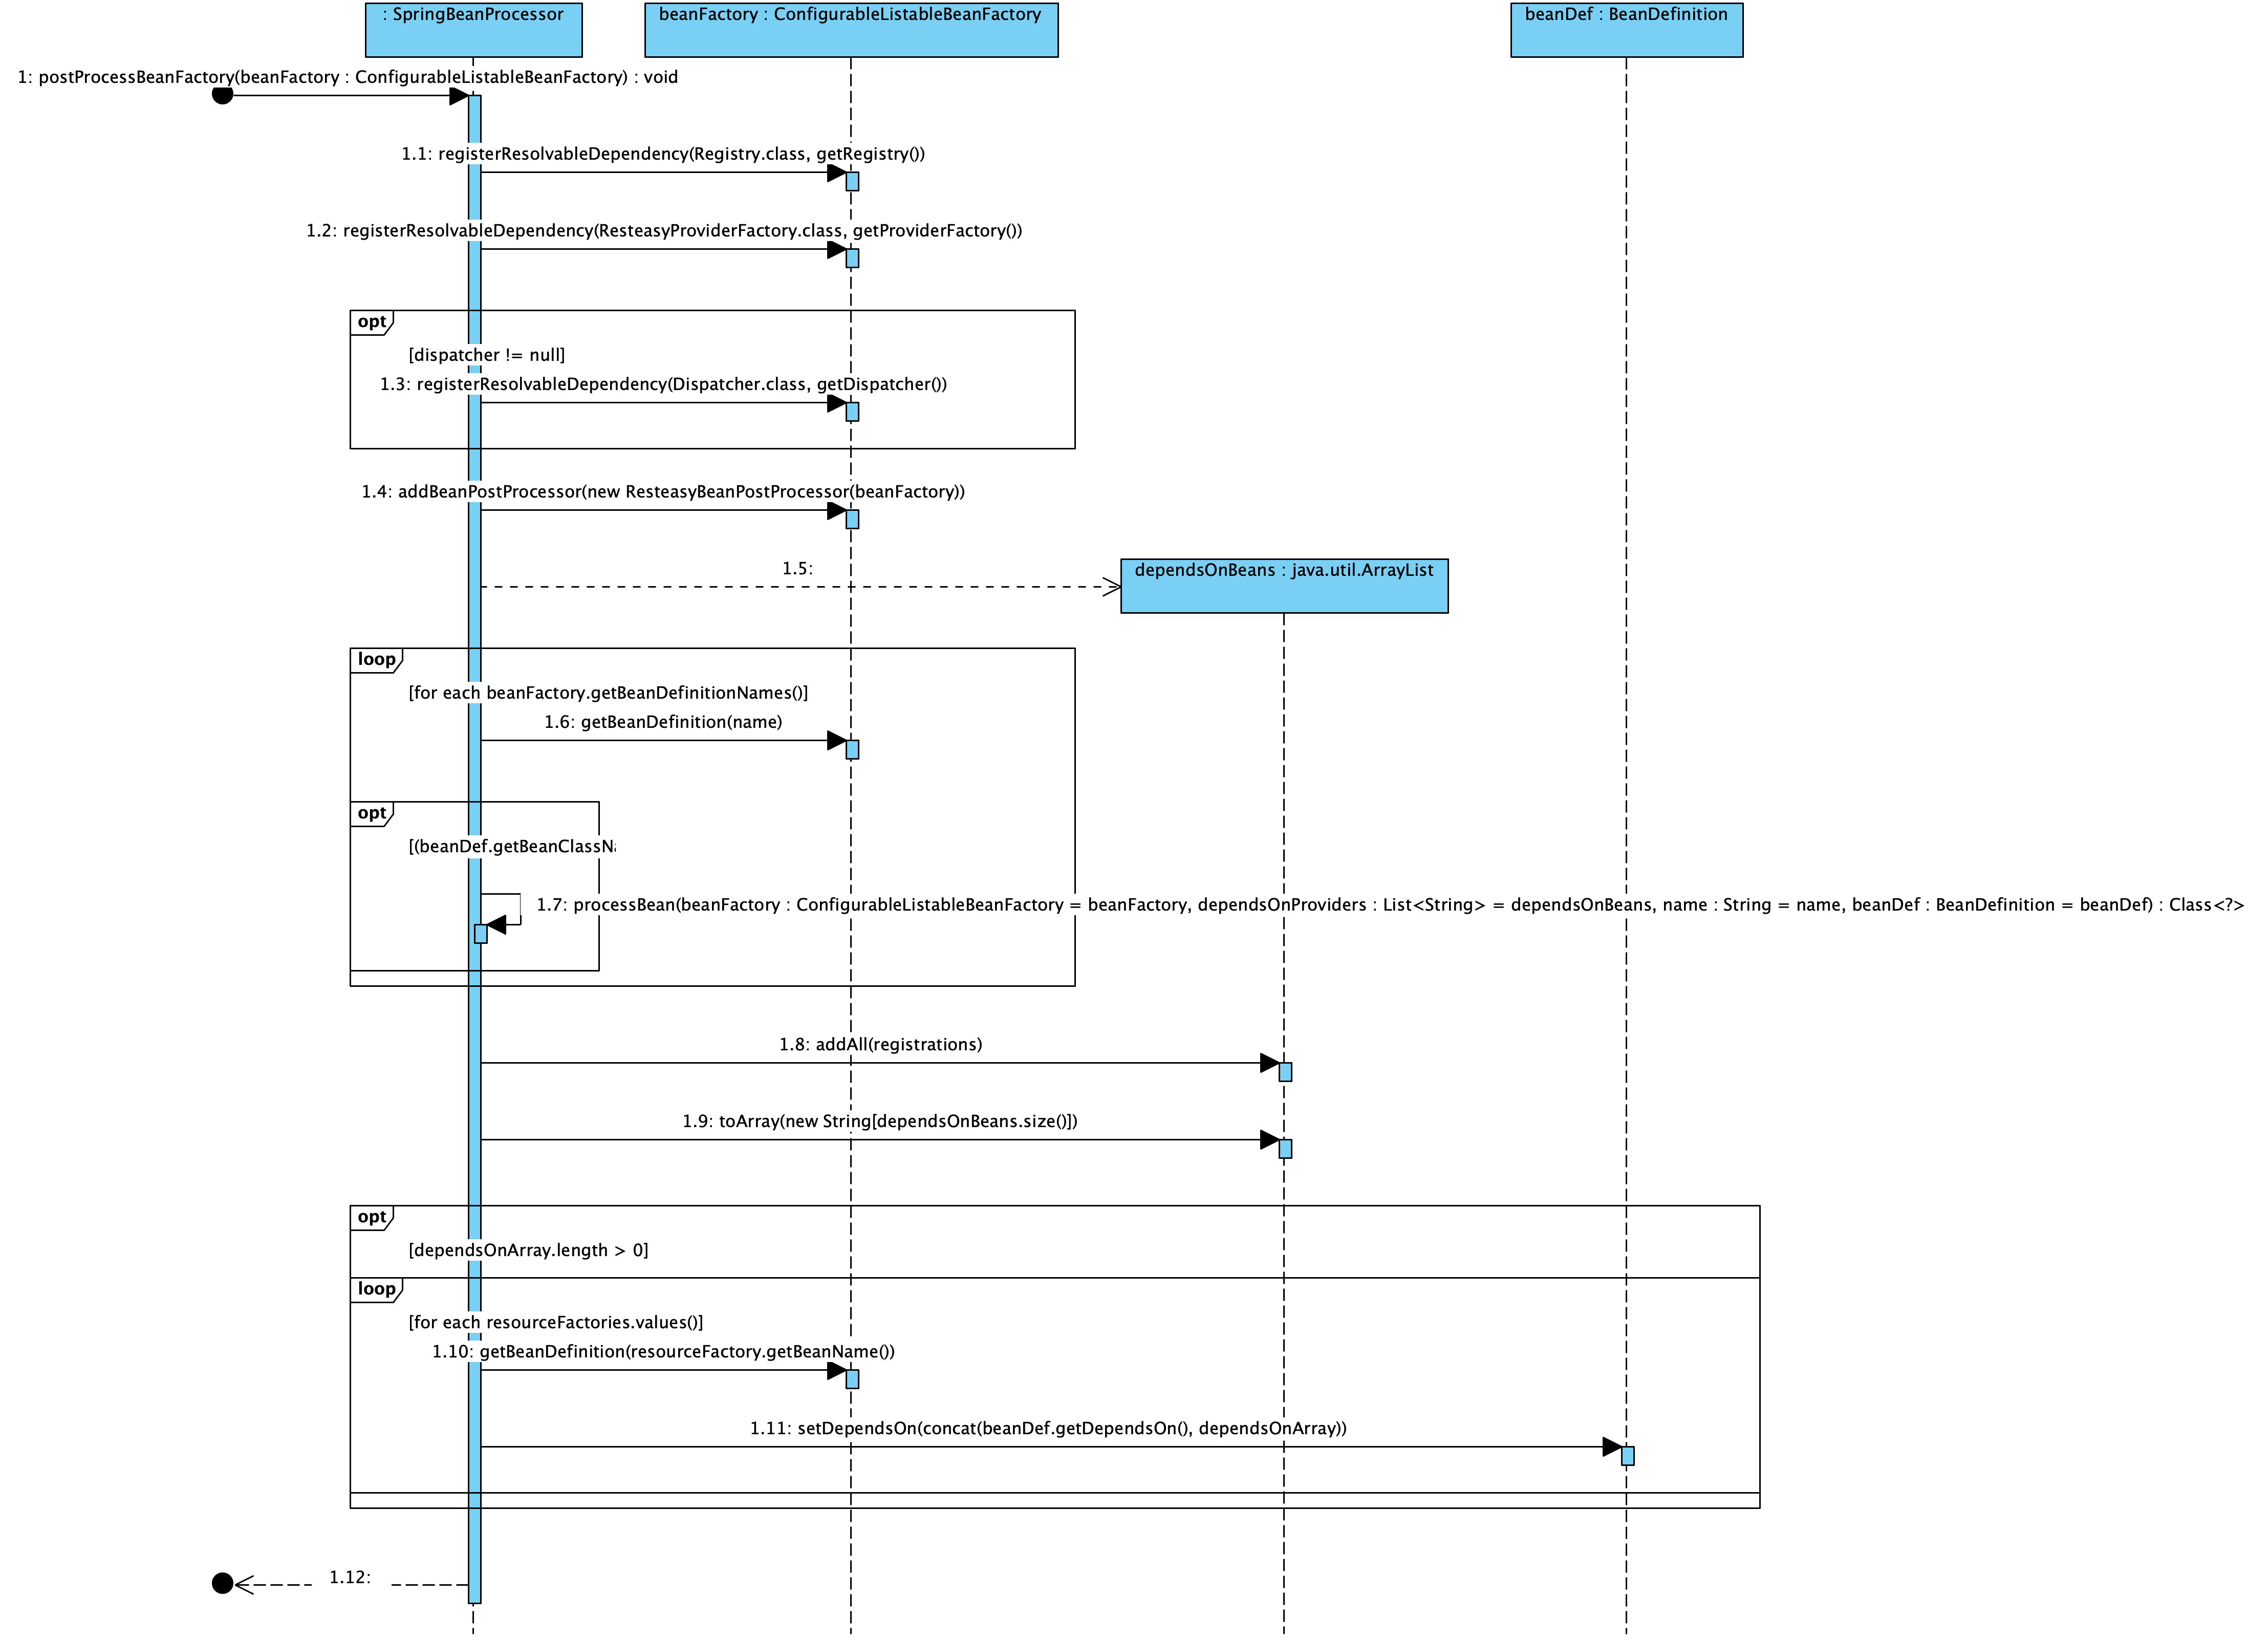 : SpringBeanProcessor
beanFactory : ConfigurableListableBeanFactory
beanDef : BeanDefinition
1: postProcessBeanFactory(beanFactory : ConfigurableListableBeanFactory) : void
1.1: registerResolvableDependency(Registry.class, getRegistry())
1.2: registerResolvableDependency(ResteasyProviderFactory.class, getProviderFactory())
opt
[dispatcher != null]
1.3: registerResolvableDependency(Dispatcher.class, getDispatcher())
1.4: addBeanPostProcessor(new ResteasyBeanPostProcessor(beanFactory))
1.5:
dependsOnBeans : java.util.ArrayList
loop
[for each beanFactory.getBeanDefinitionNames()]
1.6: getBeanDefinition(name)
opt
[(beanDef.getBeanClassN
1.7: processBean(beanFactory : ConfigurableListableBeanFactory = beanFactory, dependsOnProviders : List<String> = dependsOnBeans, name : String = name, beanDef : BeanDefinition = beanDef) : Class<?>
1.8: addAll(registrations)
1.9: toArray(new String[dependsOnBeans.size()])
opt
[dependsOnArray.length > 0]
loop
[for each resourceFactories.values()]
1.10: getBeanDefinition(resourceFactory.getBeanName())
1.11: setDependsOn(concat(beanDef.getDependsOn(), dependsOnArray))
1.12: